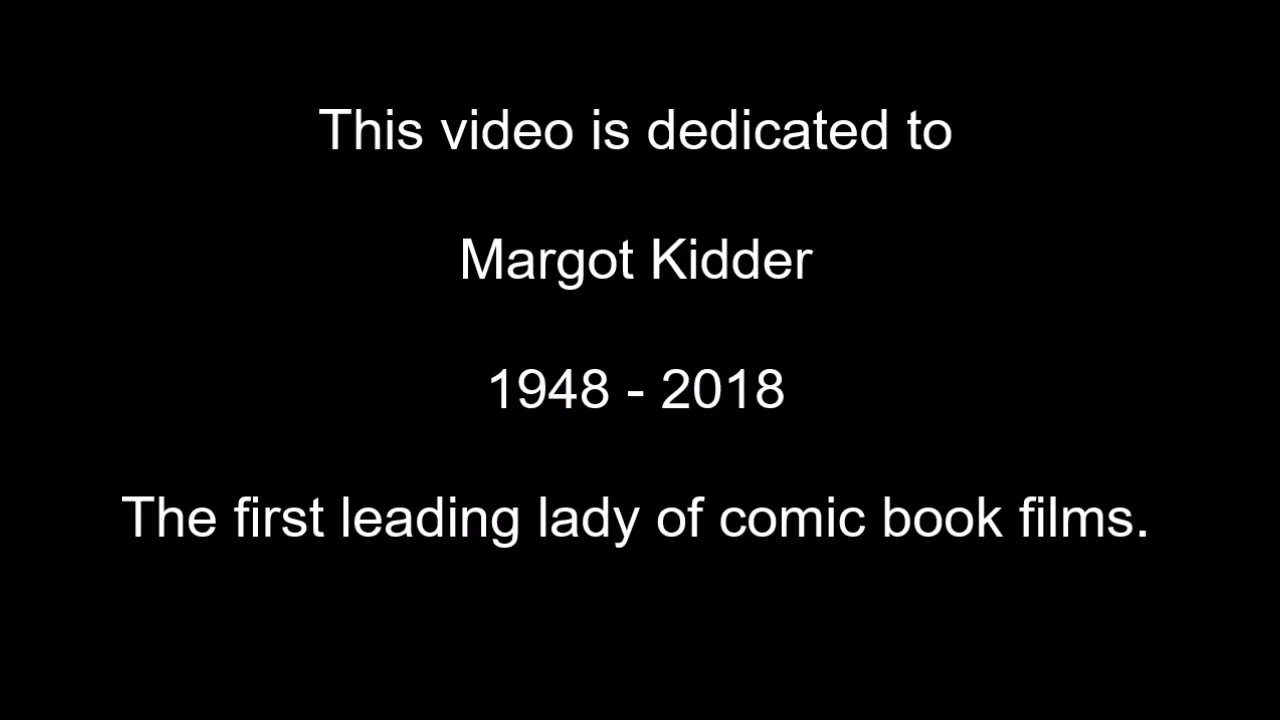 This video is dedicated to
Margot Kidder
1948 - 2018
The first leading lady of comic book films.